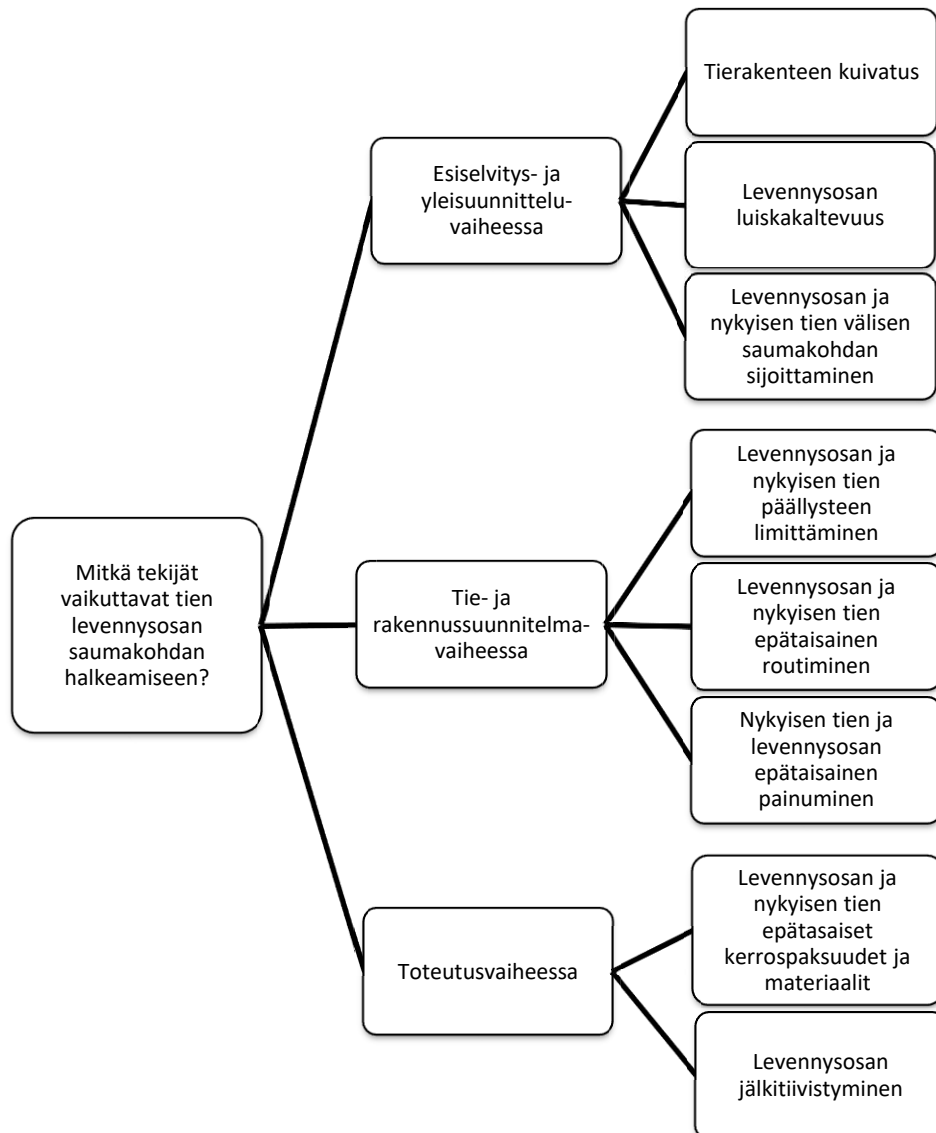 Mitkä tekijät
vaikuttavat tien
levennysosan
saumakohdan
halkeamiseen?
Esiselvitys- ja
yleisuunnittelu-
vaiheessa
Tierakenteen kuivatus
Levennysosan
luiskakaltevuus
Levennysosan ja
nykyisen tien välisen
saumakohdan
sijoittaminen
Tie- ja
rakennussuunnitelma-
vaiheessa
Levennysosan ja
nykyisen tien
päällysteen
limittäminen
Levennysosan ja
nykyisen tien
epätaisainen
routiminen
Nykyisen tien ja
levennysosan
epätaisainen
painuminen
Toteutusvaiheessa
Levennysosan ja
nykyisen tien
epätasaiset
kerrospaksuudet ja
materiaalit
Levennysosan
jälkitiivistyminen